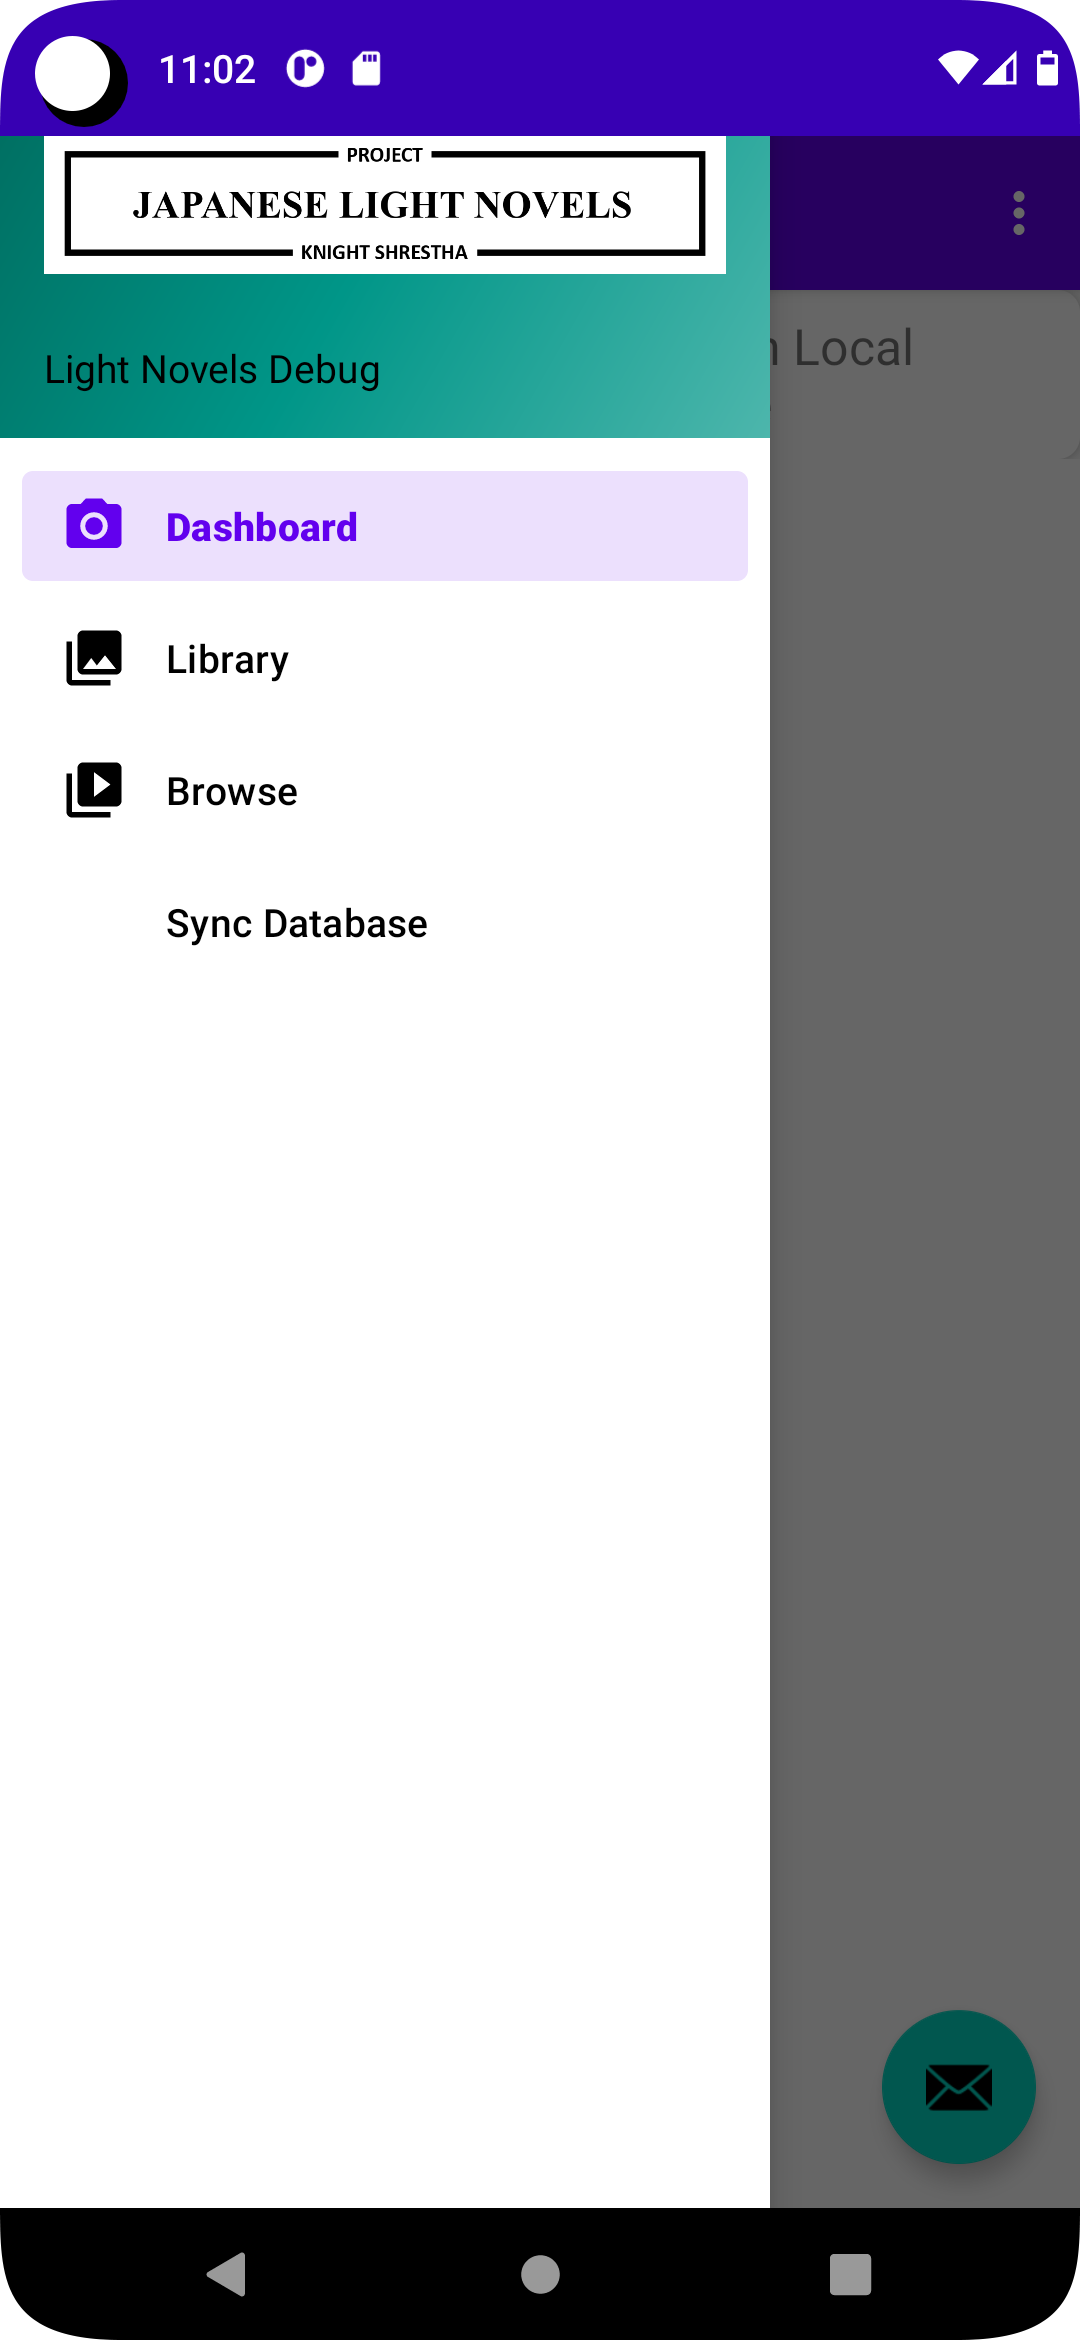 11:02
PROJECT
JAPANESE LIGHT NOVELS
KNIGHT SHRESTHA
Light Novels Debug
Local
Dashboard
Library
Browse
Sync Database